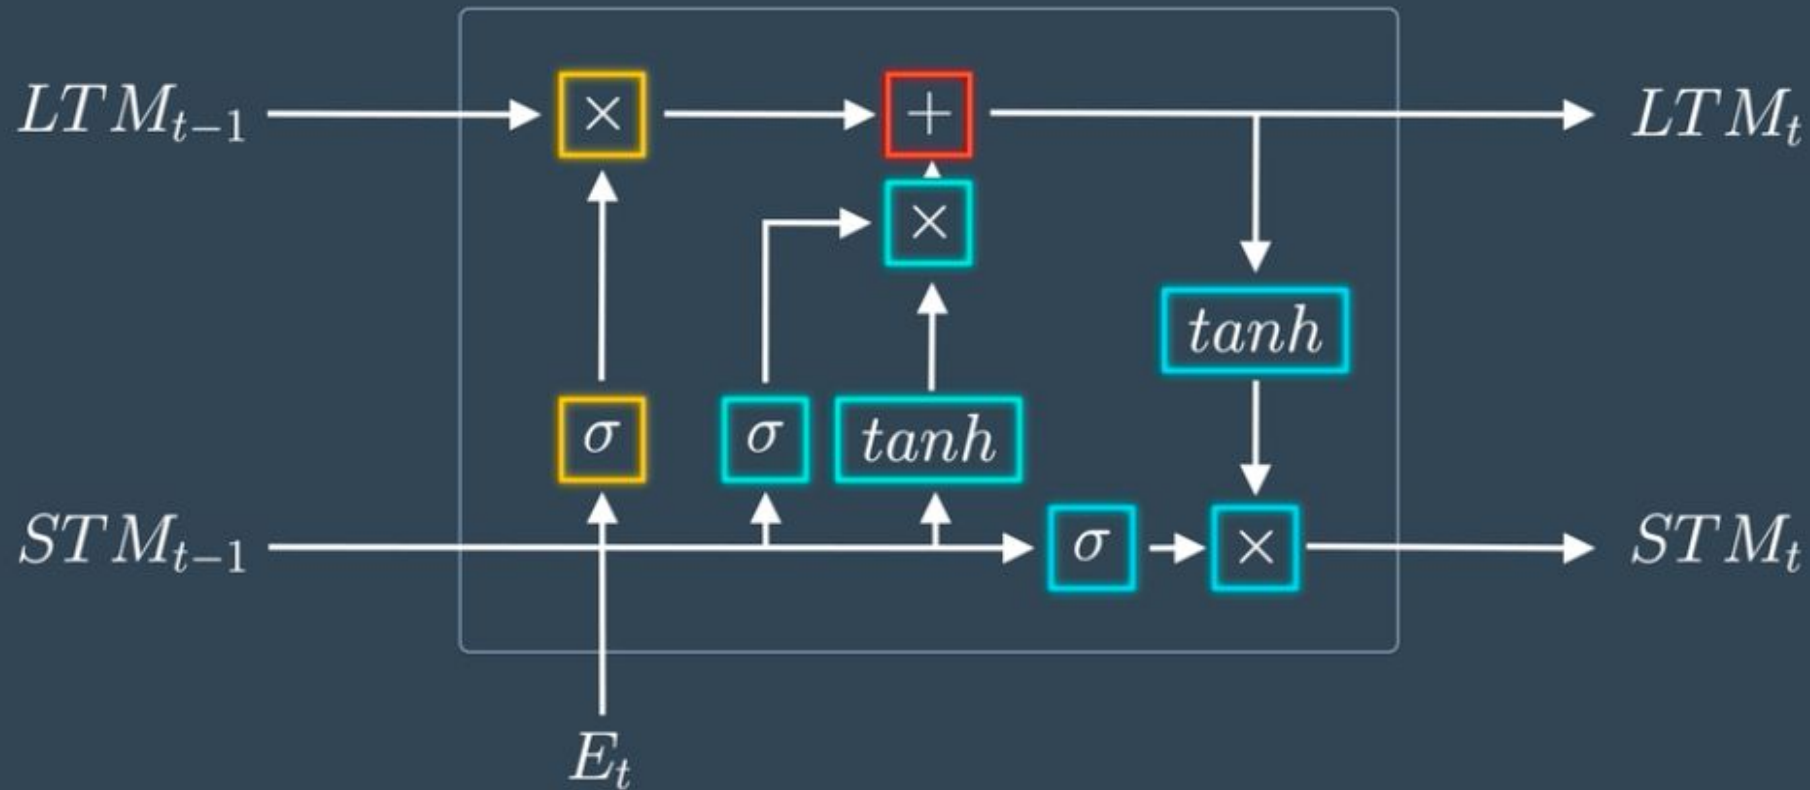 LTM_{t-1} × + LTM_t
×
tanh
σ σ tanh
STM_{t-1} σ × STM_t
E_t